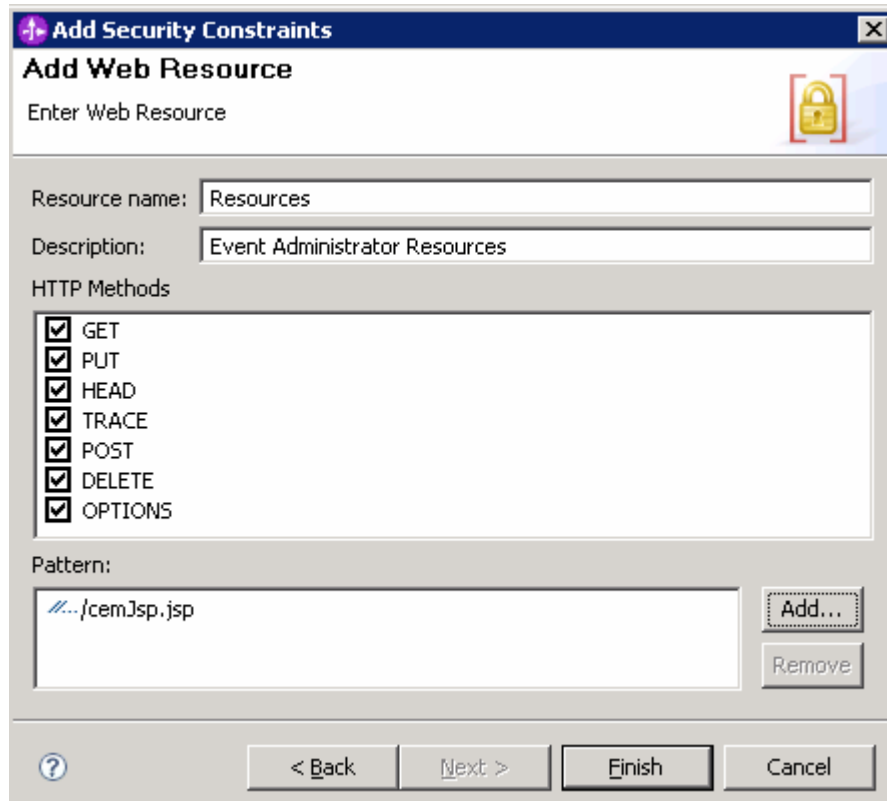 Add Security Constraints
Add Web Resource
Enter Web Resource
Resource name: Resources
Description: Event Administrator Resources
HTTP Methods
GET
PUT
HEAD
TRACE
POST
DELETE
OPTIONS
Pattern:
/cemJsp.jsp
Add...
Remove
< Back Next > Finish Cancel